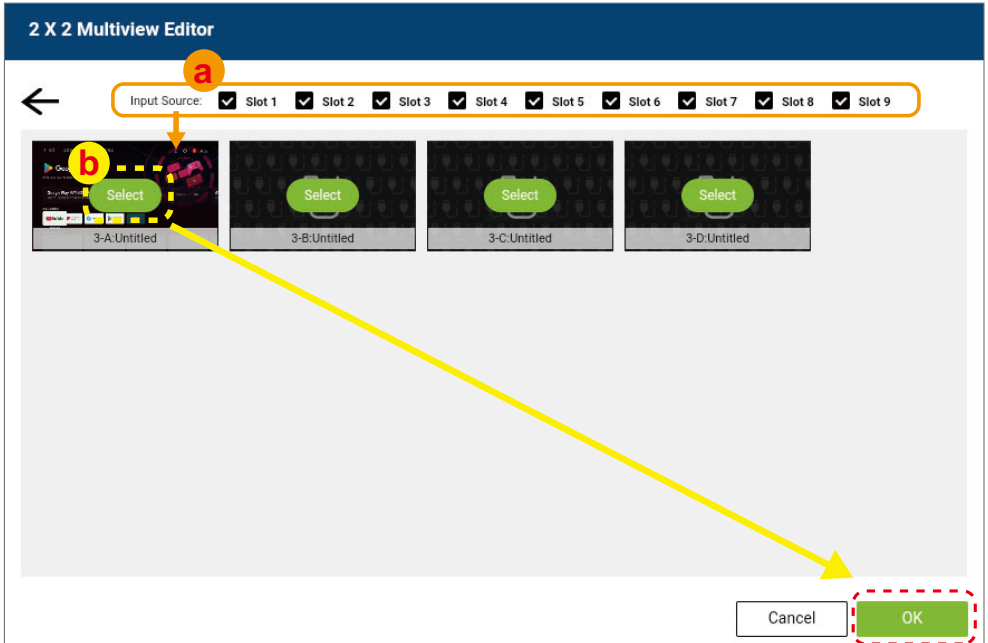 2 X 2 Multiview Editor
a
Input Source: Slot 1 Slot 2 Slot 3 Slot 4 Slot 5 Slot 6 Slot 7 Slot 8 Slot 9
b
Select Select Select Select
3-A:Untitled 3-B:Untitled 3-C:Untitled 3-D:Untitled
Cancel OK